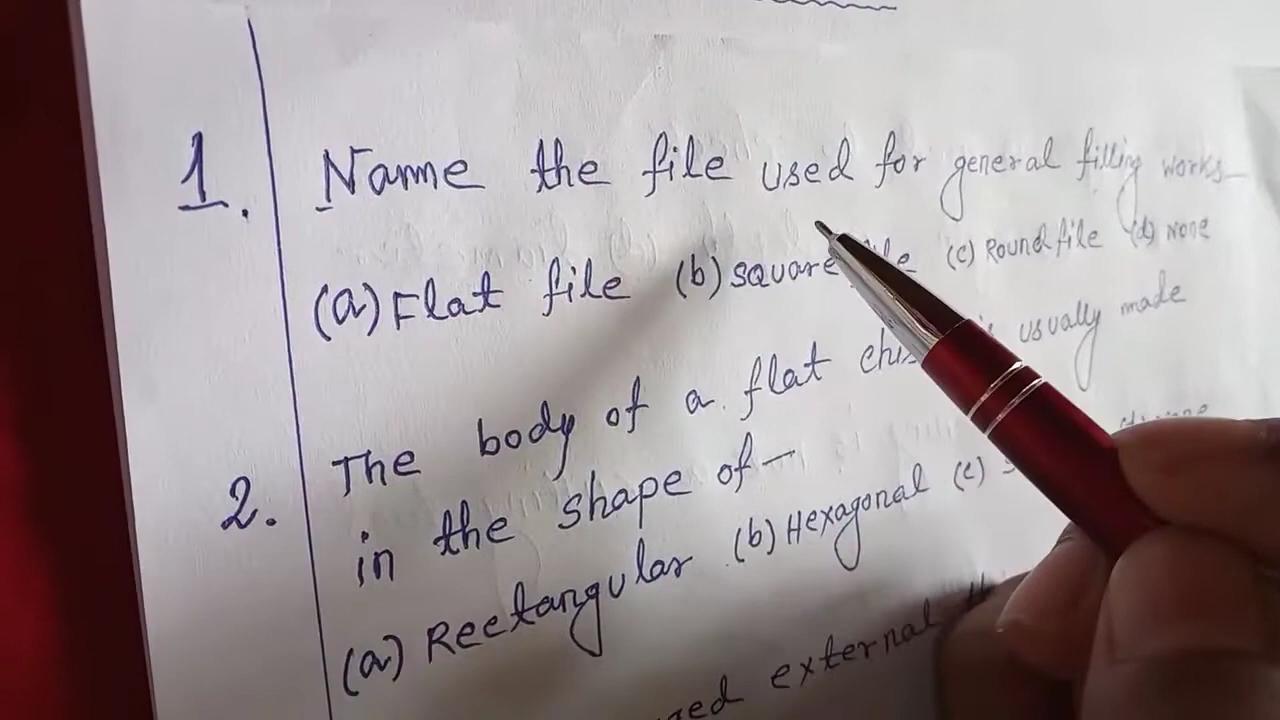 1. Name the file used for general filling works-
(a) Flat file (b) square (c) Round file (d) none
2. The body of a flat usually made
in the shape of-
(a) Rectangular (b) Hexagonal (c)
external